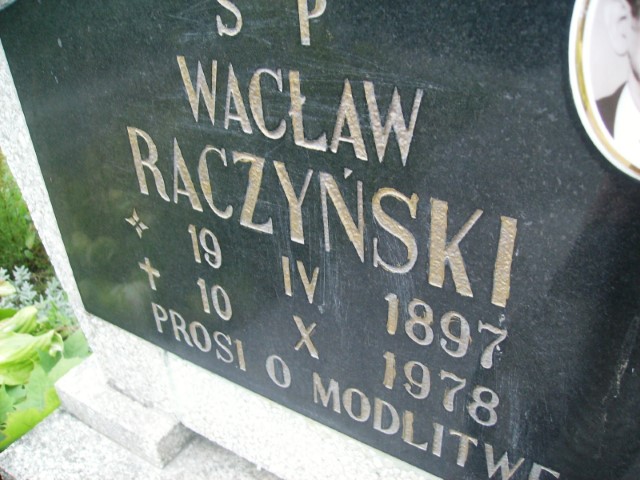 S P
WACŁAW
RACZYŃSKI
19 IV 1897
10 X 1978
PROSI O MODLITWĘ